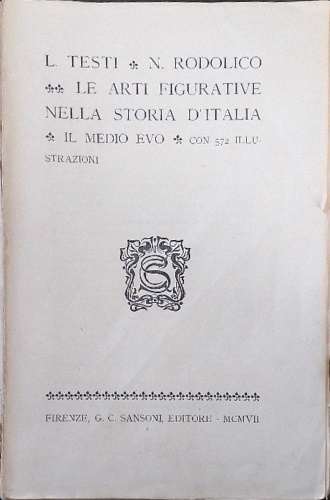 L. TESTI ✤ N. RODOLICO
✤✤ LE ARTI FIGURATIVE
NELLA STORIA D'ITALIA
✤ IL MEDIO EVO ✤ CON 572 ILLU-
STRAZIONI
FIRENZE, G. C. SANSONI, EDITORE - MCMVII